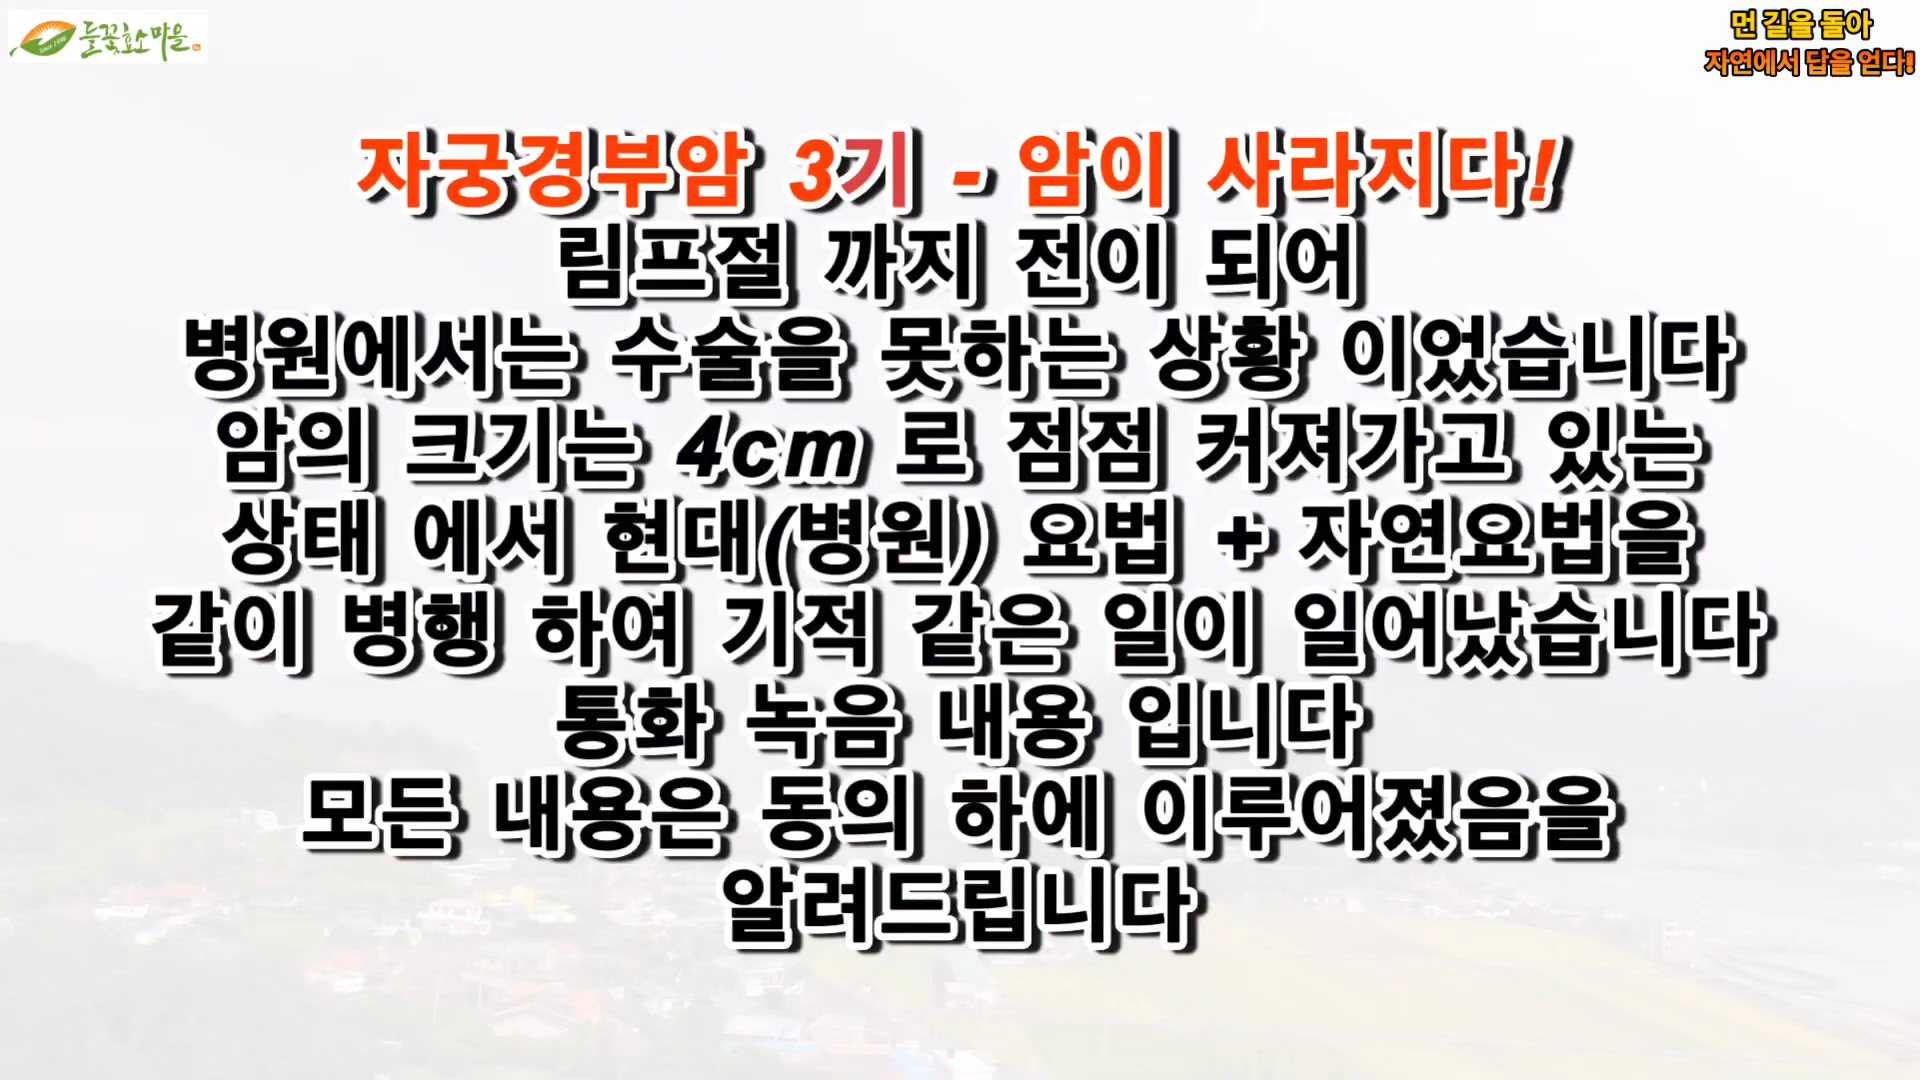 들꽃효소마을
먼 길을 돌아
자연에서 답을 얻다!
자궁경부암 3기 - 암이 사라지다!
림프절 까지 전이 되어
병원에서는 수술을 못하는 상황 이었습니다
암의 크기는 4cm 로 점점 커져가고 있는
상태 에서 현대(병원) 요법 + 자연요법을
같이 병행 하여 기적 같은 일이 일어났습니다
통화 녹음 내용 입니다
모든 내용은 동의 하에 이루어졌음을
알려드립니다